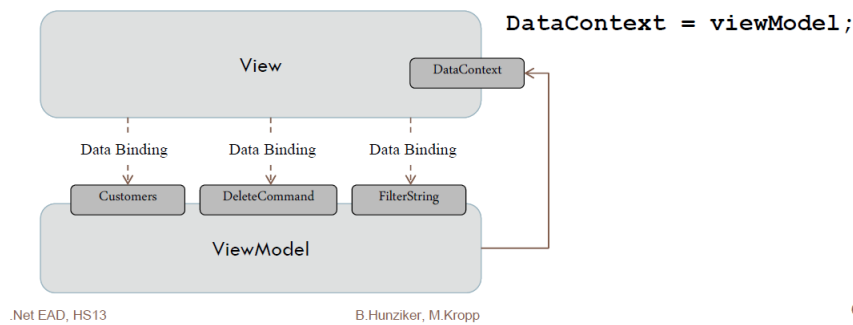 DataContext = viewModel;
View
DataContext
Data Binding
Data Binding
Data Binding
Customers
DeleteCommand
FilterString
ViewModel
.Net EAD, HS13
B.Hunziker, M.Kropp